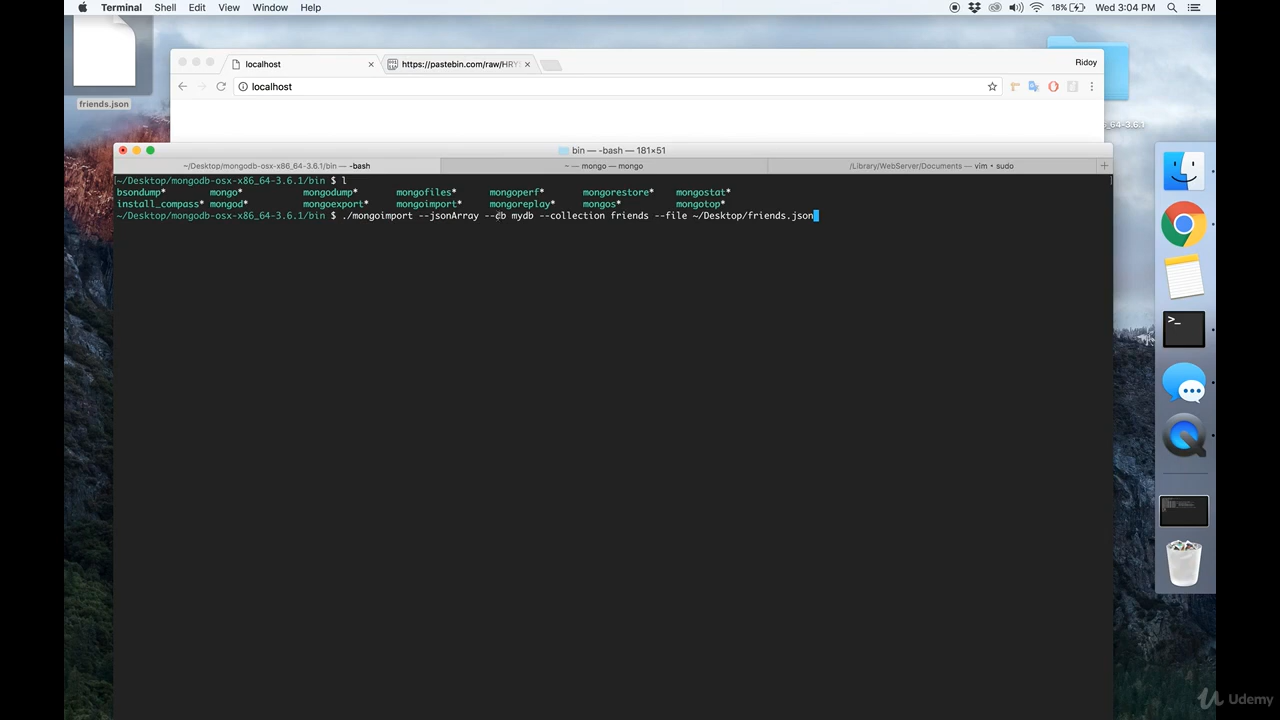 Terminal Shell Edit View Window Help 18% Wed 3:04 PM
localhost https://pastebin.com/raw/HRY Ridoy
localhost
friends.json
_64-3.6.1
bin — -bash — 181×51
~/Desktop/mongodb-osx-x86_64-3.6.1/bin — -bash ~ — mongo — mongo /Library/WebServer/Documents — vim • sudo
[~/Desktop/mongodb-osx-x86_64-3.6.1/bin $ l ]
bsondump* mongo* mongodump* mongofiles* mongoperf* mongorestore* mongostat*
install_compass* mongod* mongoexport* mongoimport* mongoreplay* mongos* mongotop*
~/Desktop/mongodb-osx-x86_64-3.6.1/bin $ ./mongoimport --jsonArray --db mydb --collection friends --file ~/Desktop/friends.json
Udemy